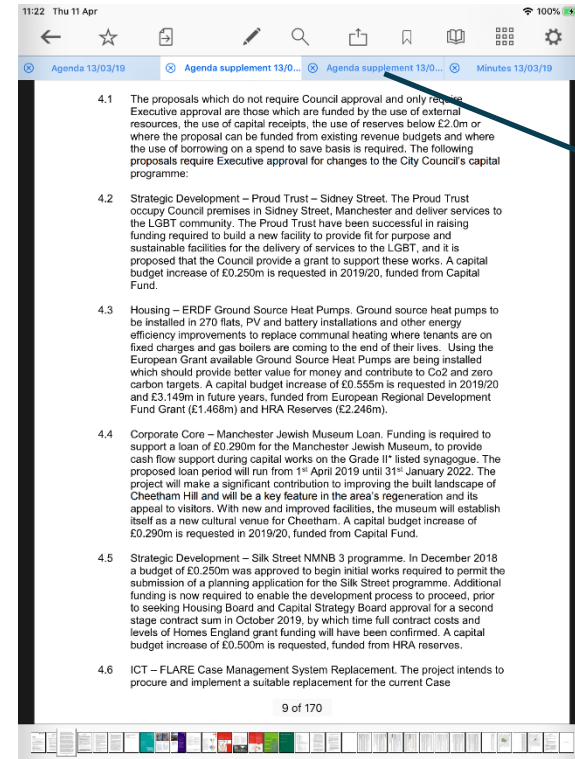 11:22 Thu 11 Apr
100%
Agenda 13/03/19
Agenda supplement 13/0...
Agenda supplement 13/0...
Minutes 13/03/19
4.1 The proposals which do not require Council approval and only require
Executive approval are those which are funded by the use of external
resources, the use of capital receipts, the use of reserves below £2.0m or
where the proposal can be funded from existing revenue budgets and where
the use of borrowing on a spend to save basis is required. The following
proposals require Executive approval for changes to the City Council's capital
programme:
4.2 Strategic Development – Proud Trust – Sidney Street. The Proud Trust
occupy Council premises in Sidney Street, Manchester and deliver services to
the LGBT community. The Proud Trust have been successful in raising
funding required to build a new facility to provide fit for purpose and
sustainable facilities for the delivery of services to the LGBT, and it is
proposed that the Council provide a grant to support these works. A capital
budget increase of £0.250m is requested in 2019/20, funded from Capital
Fund.
4.3 Housing – ERDF Ground Source Heat Pumps. Ground source heat pumps to
be installed in 270 flats, PV and battery installations and other energy
efficiency improvements to replace communal heating where tenants are on
fixed charges and gas boilers are coming to the end of their lives. Using the
European Grant available Ground Source Heat Pumps are being installed
which should provide better value for money and contribute to Co2 and zero
carbon targets. A capital budget increase of £0.555m is requested in 2019/20
and £3.149m in future years, funded from European Regional Development
Fund Grant (£1.468m) and HRA Reserves (£2.246m).
4.4 Corporate Core – Manchester Jewish Museum Loan. Funding is required to
support a loan of £0.290m for the Manchester Jewish Museum, to provide
cash flow support during capital works on the Grade II* listed synagogue. The
proposed loan period will run from 1st April 2019 until 31st January 2022. The
project will make a significant contribution to improving the built landscape of
Cheetham Hill and will be a key feature in the area's regeneration and its
appeal to visitors. With new and improved facilities, the museum will establish
itself as a new cultural venue for Cheetham. A capital budget increase of
£0.290m is requested in 2019/20, funded from Capital Fund.
4.5 Strategic Development – Silk Street NMNB 3 programme. In December 2018
a budget of £0.250m was approved to begin initial works required to permit the
submission of a planning application for the Silk Street programme. Additional
funding is now required to enable the development process to proceed, prior
to seeking Housing Board and Capital Strategy Board approval for a second
stage contract sum in October 2019, by which time full contract costs and
levels of Homes England grant funding will have been confirmed. A capital
budget increase of £0.500m is requested, funded from HRA reserves.
4.6 ICT – FLARE Case Management System Replacement. The project intends to
procure and implement a suitable replacement for the current Case
9 of 170